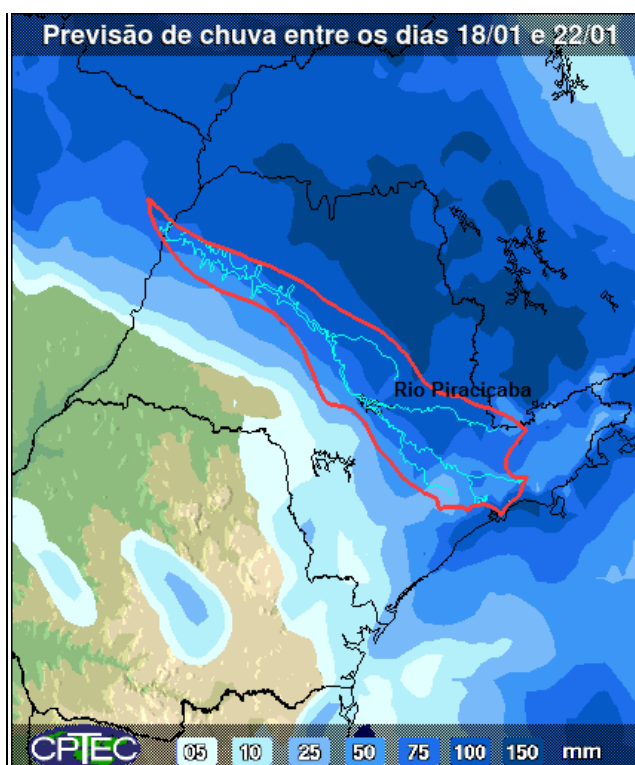 Previsão de chuva entre os dias 18/01 e 22/01
Rio Piracicaba
CPTEC 05 10 25 50 75 100 150 mm